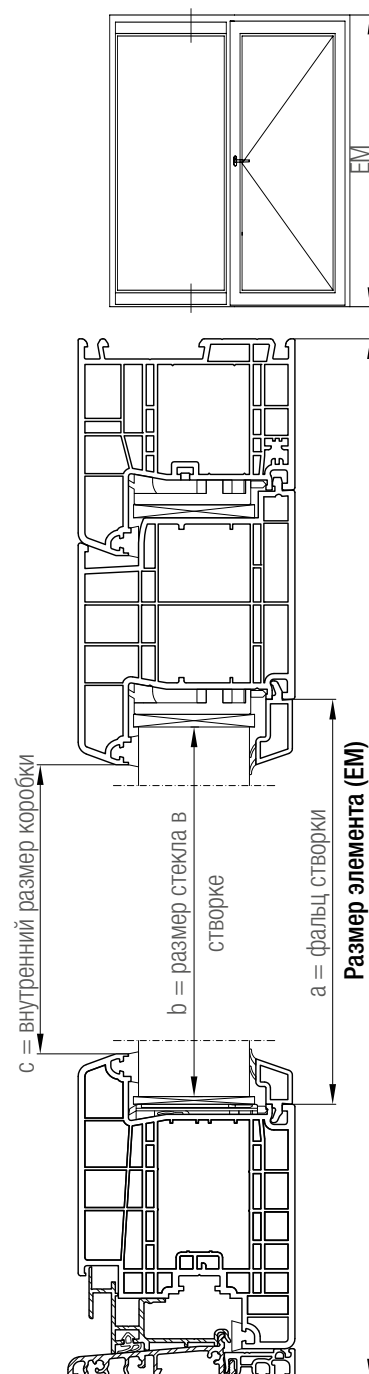 EM
c = внутренний размер коробки
b = размер стекла в
створке
a = фальц створки
Размер элемента (EM)